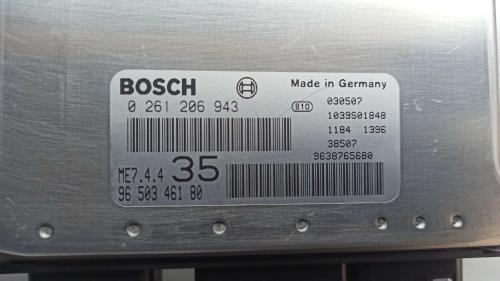 BOSCH
0 261 206 943
ME7.4.4 35
96 503 461 80
Made in Germany
810 030507
1039S01848
1184 1396
38507
9638765680